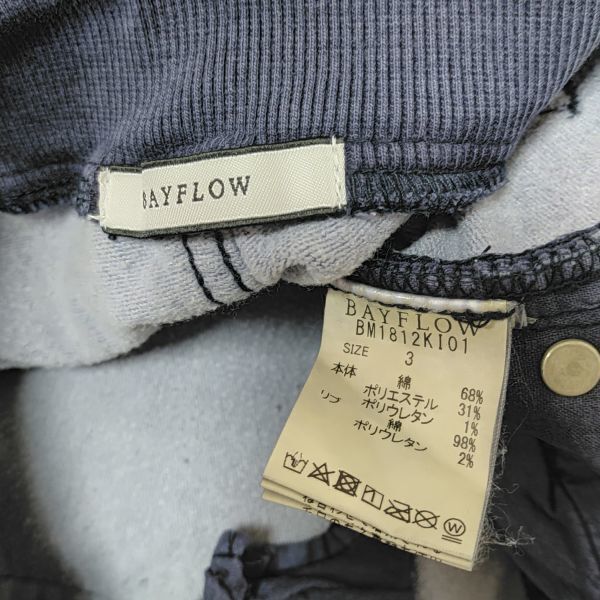 BAYFLOW
BAYFLOW
BM1812KI01
SIZE 3
本体 綿 68%
ポリエステル 31%
ポリウレタン 1%
リブ 綿 98%
ポリウレタン 2%